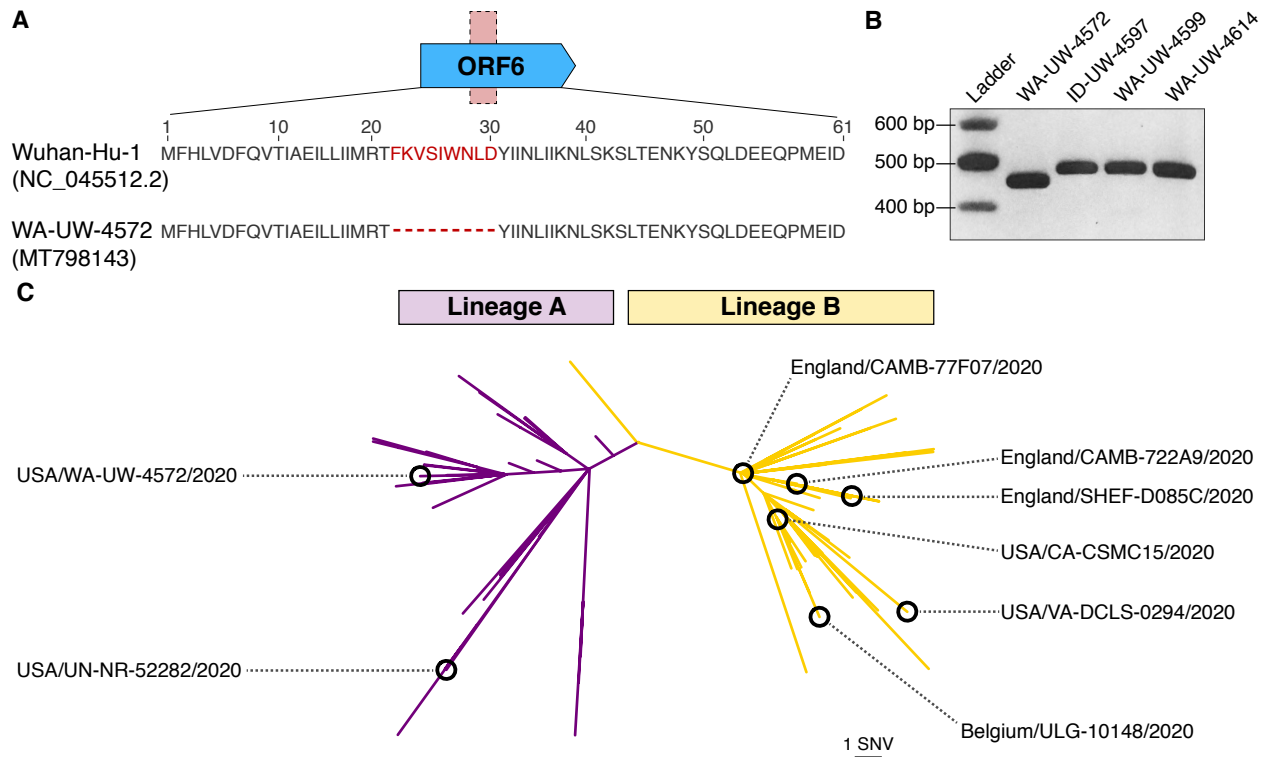 A
ORF6
1 10 20 30 40 50 61
Wuhan-Hu-1 MFHLVDFQVTIAEILLIIMRTFKVSIWNLDYIINLIIKNLSKSLTENKYSQLDEEQPMEID
(NC_045512.2)
WA-UW-4572 MFHLVDFQVTIAEILLIIMRT---------YIINLIIKNLSKSLTENKYSQLDEEQPMEID
(MT798143)
B
Ladder
WA-UW-4572
ID-UW-4597
WA-UW-4599
WA-UW-4614
600 bp
500 bp
400 bp
C
Lineage A
Lineage B
England/CAMB-77F07/2020
England/CAMB-722A9/2020
USA/WA-UW-4572/2020
England/SHEF-D085C/2020
USA/CA-CSMC15/2020
USA/VA-DCLS-0294/2020
USA/UN-NR-52282/2020
Belgium/ULG-10148/2020
1 SNV